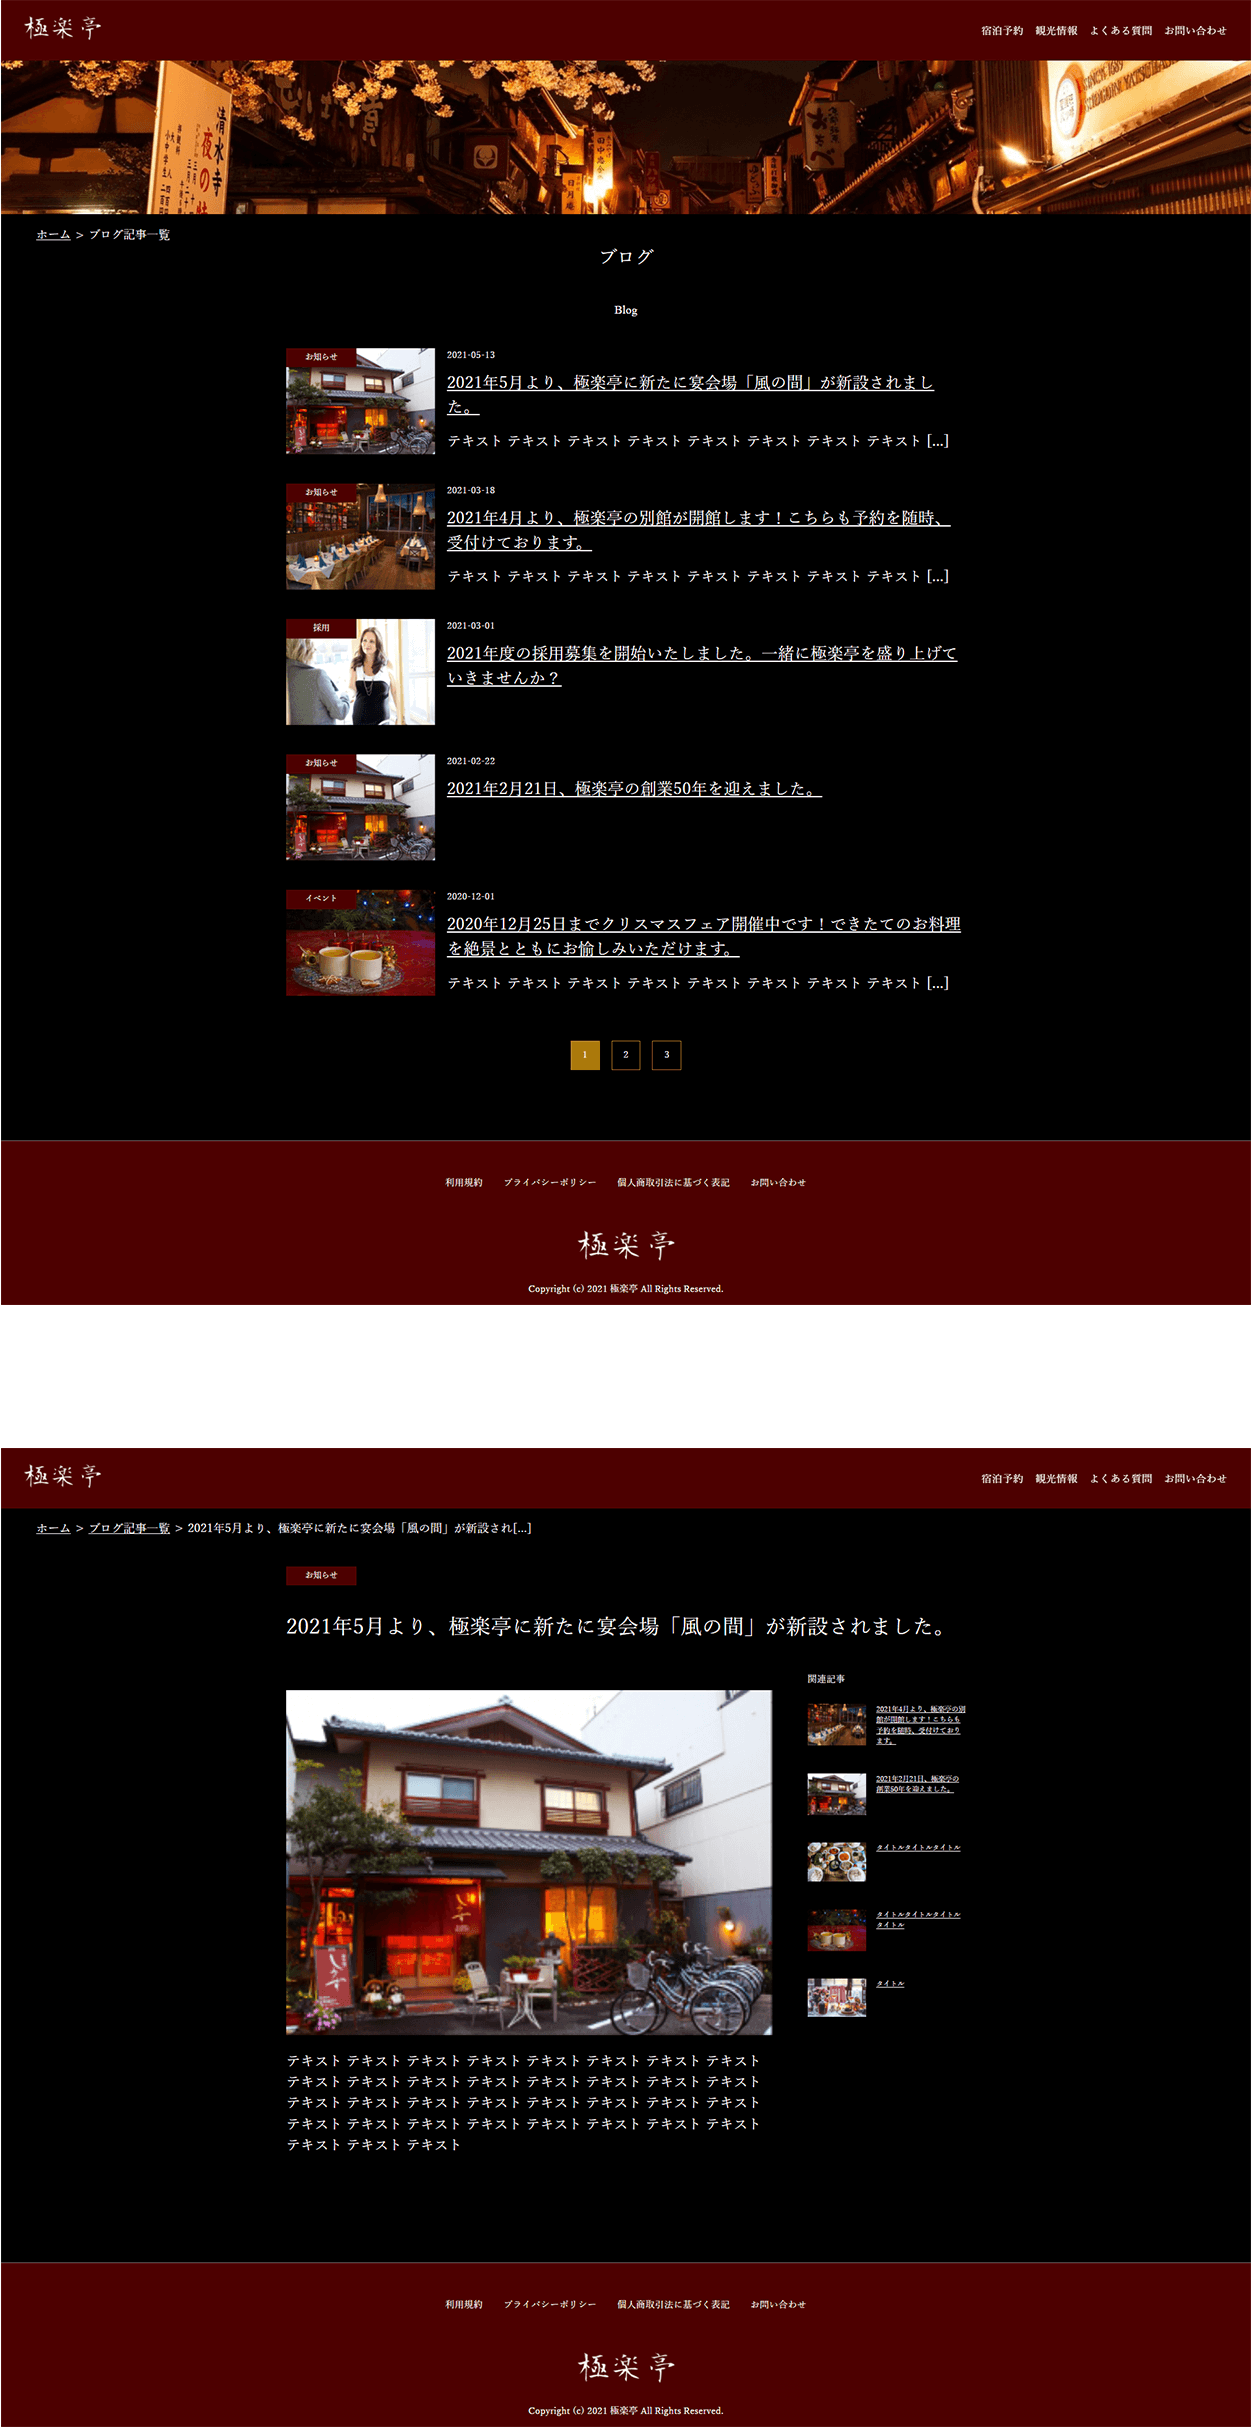 極楽亭
宿泊予約 観光情報 よくある質問 お問い合わせ
清水寺
夜の特
田中忠
日月庵
ホーム > ブログ記事一覧
ブログ
Blog
お知らせ
2021-05-13
2021年5月より、極楽亭に新たに宴会場「風の間」が新設されまし
た。
テキスト テキスト テキスト テキスト テキスト テキスト テキスト テキスト [...]
お知らせ
2021-03-18
2021年4月より、極楽亭の別館が開館します！こちらも予約を随時、
受付けております。
テキスト テキスト テキスト テキスト テキスト テキスト テキスト テキスト [...]
採用
2021-03-01
2021年度の採用募集を開始いたしました。一緒に極楽亭を盛り上げて
いきませんか？
お知らせ
2021-02-22
2021年2月21日、極楽亭の創業50年を迎えました。
イベント
2020-12-01
2020年12月25日までクリスマスフェア開催中です！できたてのお料理
を絶景とともにお愉しみいただけます。
テキスト テキスト テキスト テキスト テキスト テキスト テキスト テキスト [...]
1 2 3
利用規約 プライバシーポリシー 個人商取引法に基づく表記 お問い合わせ
極楽亭
Copyright (c) 2021 極楽亭 All Rights Reserved.
極楽亭
宿泊予約 観光情報 よくある質問 お問い合わせ
ホーム > ブログ記事一覧 > 2021年5月より、極楽亭に新たに宴会場「風の間」が新設され[...]
お知らせ
2021年5月より、極楽亭に新たに宴会場「風の間」が新設されました。
関連記事
2021年4月より、極楽亭の別
館が開館します！こちらも
予約を随時、受付けており
ます。
2021年2月21日、極楽亭の
創業50年を迎えました。
タイトルタイトルタイトル
タイトルタイトルタイトル
タイトル
タイトル
テキスト テキスト テキスト テキスト テキスト テキスト テキスト テキスト
テキスト テキスト テキスト テキスト テキスト テキスト テキスト テキスト
テキスト テキスト テキスト テキスト テキスト テキスト テキスト テキスト
テキスト テキスト テキスト テキスト テキスト テキスト テキスト テキスト
テキスト テキスト テキスト
利用規約 プライバシーポリシー 個人商取引法に基づく表記 お問い合わせ
極楽亭
Copyright (c) 2021 極楽亭 All Rights Reserved.